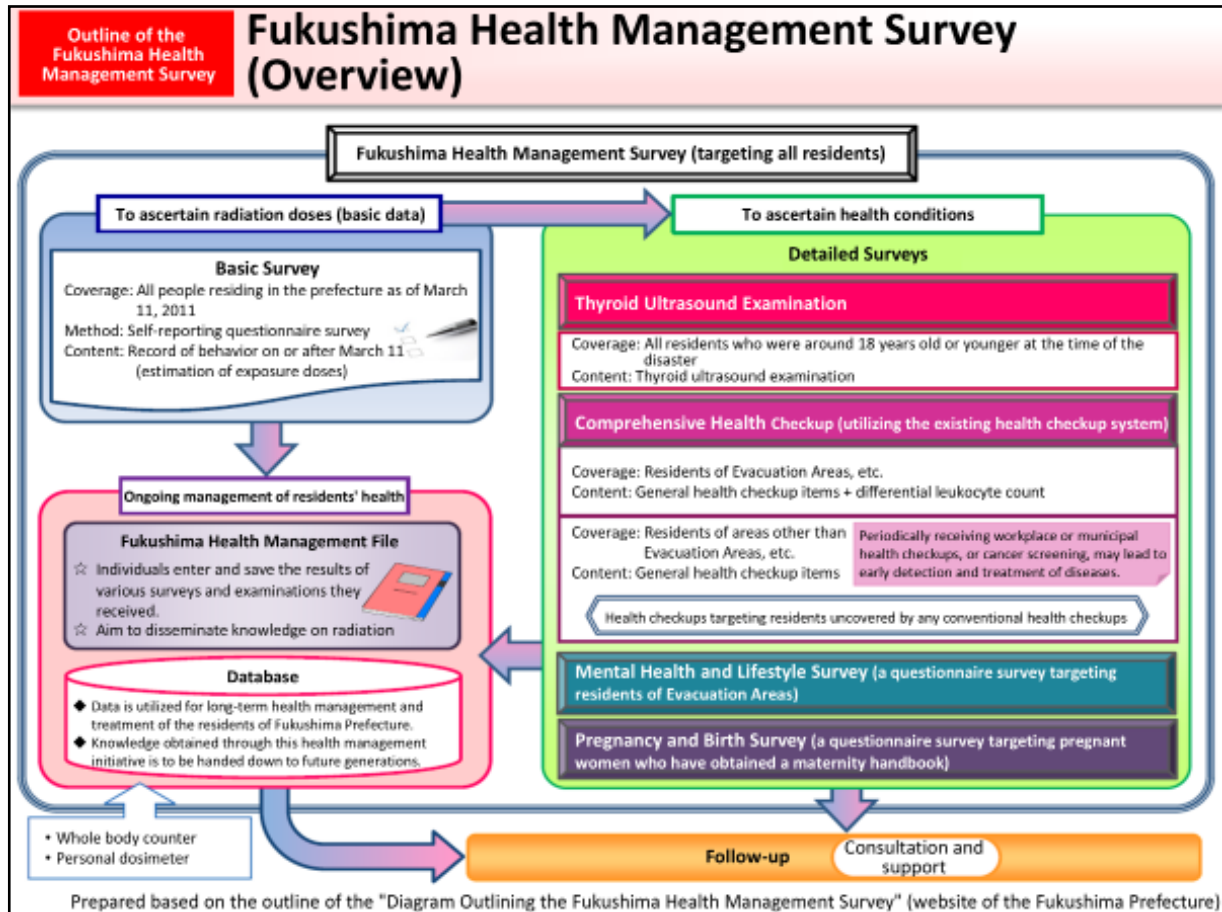 Outline of the
Fukushima Health
Management Survey
Fukushima Health Management Survey
(Overview)
Fukushima Health Management Survey (targeting all residents)
To ascertain radiation doses (basic data)
Basic Survey
Coverage: All people residing in the prefecture as of March
11, 2011
Method: Self-reporting questionnaire survey
Content: Record of behavior on or after March 11
(estimation of exposure doses)
Ongoing management of residents' health
Fukushima Health Management File
☆ Individuals enter and save the results of
various surveys and examinations they
received.
☆ Aim to disseminate knowledge on radiation
Database
◆ Data is utilized for long-term health management and
treatment of the residents of Fukushima Prefecture.
◆ Knowledge obtained through this health management
initiative is to be handed down to future generations.
• Whole body counter
• Personal dosimeter
To ascertain health conditions
Detailed Surveys
Thyroid Ultrasound Examination
Coverage: All residents who were around 18 years old or younger at the time of the
disaster
Content: Thyroid ultrasound examination
Comprehensive Health Checkup (utilizing the existing health checkup system)
Coverage: Residents of Evacuation Areas, etc.
Content: General health checkup items + differential leukocyte count
Coverage: Residents of areas other than
Evacuation Areas, etc.
Content: General health checkup items
Periodically receiving workplace or municipal
health checkups, or cancer screening, may lead to
early detection and treatment of diseases.
Health checkups targeting residents uncovered by any conventional health checkups
Mental Health and Lifestyle Survey (a questionnaire survey targeting
residents of Evacuation Areas)
Pregnancy and Birth Survey (a questionnaire survey targeting pregnant
women who have obtained a maternity handbook)
Follow-up
Consultation and
support
Prepared based on the outline of the "Diagram Outlining the Fukushima Health Management Survey" (website of the Fukushima Prefecture)